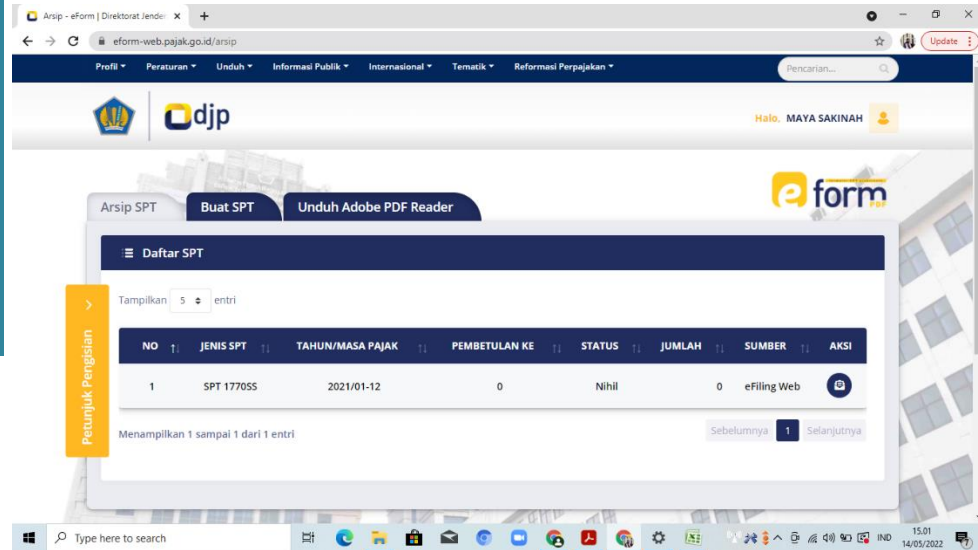 Arsip - eForm | Direktorat Jender
eform-web.pajak.go.id/arsip
Update
Profil Peraturan Unduh Informasi Publik Internasional Tematik Reformasi Perpajakan Pencarian...
djp
Halo, MAYA SAKINAH
e form
PDF
Arsip SPT Buat SPT Unduh Adobe PDF Reader
Daftar SPT
Tampilkan 5 entri
Petunjuk Pengisian
NO JENIS SPT TAHUN/MASA PAJAK PEMBETULAN KE STATUS JUMLAH SUMBER AKSI
1 SPT 1770SS 2021/01-12 0 Nihil 0 eFiling Web
Menampilkan 1 sampai 1 dari 1 entri
Sebelumnya 1 Selanjutnya
Type here to search
IND
15.01
14/05/2022